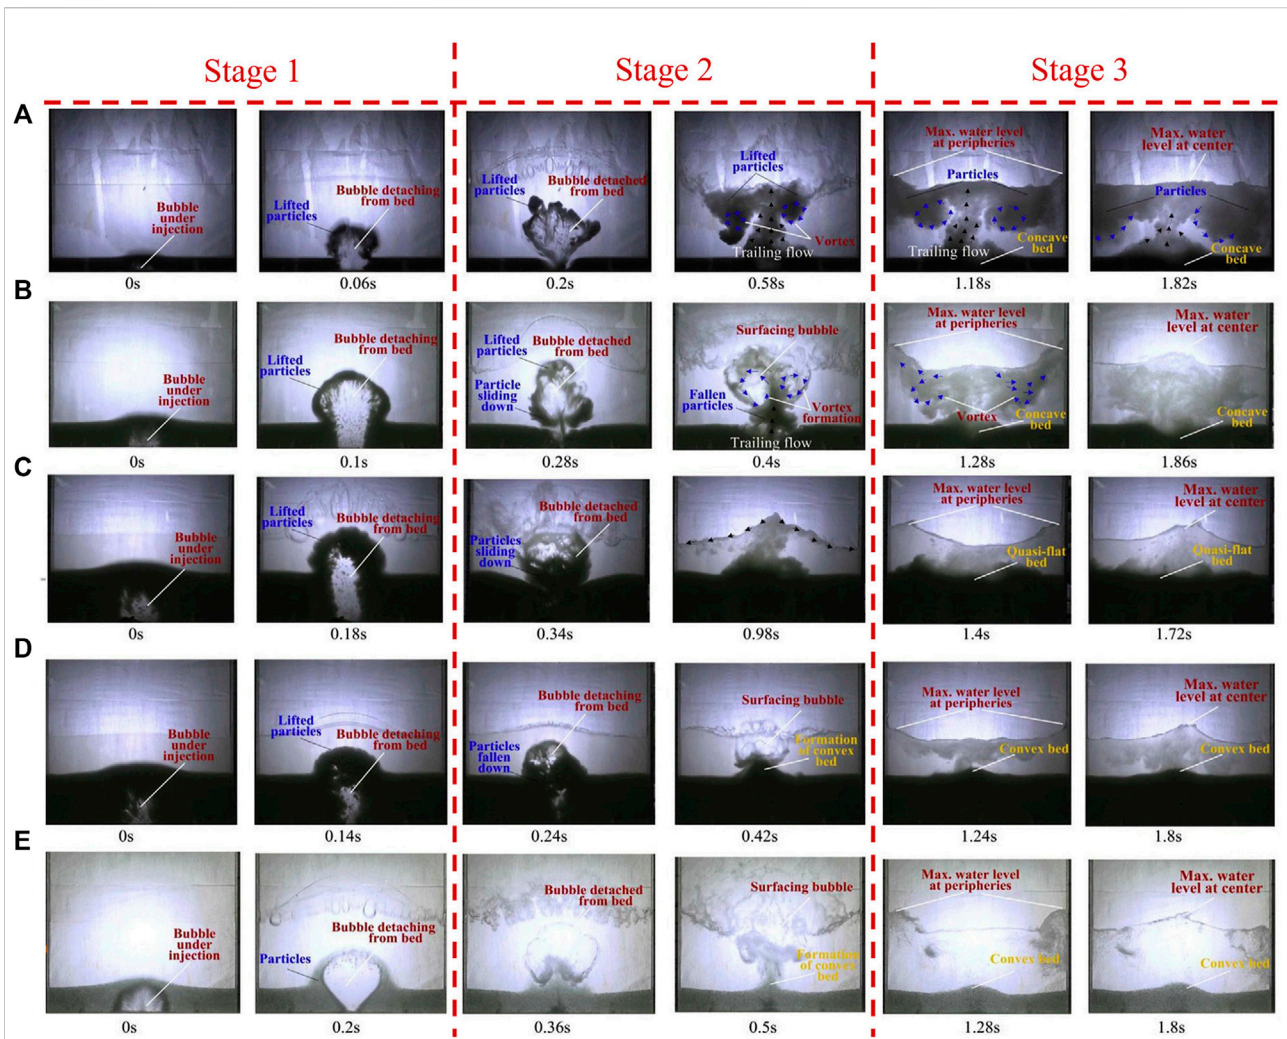 Stage 1
Stage 2
Stage 3
A
Bubble
under
injection
0s
Lifted
particles
Bubble detaching
from bed
0.06s
Lifted
particles
Bubble detached
from bed
0.2s
Lifted
particles
Vortex
Trailing flow
0.58s
Max. water level
at peripheries
Particles
Trailing flow
Concave
bed
1.18s
Max. water
level at center
Particles
Concave
bed
1.82s
B
Bubble
under
injection
0s
Lifted
particles
Bubble detaching
from bed
0.1s
Lifted
particles
Bubble detached
from bed
Particle
sliding
down
0.28s
Surfacing bubble
Fallen
particles
Vortex
formation
Trailing flow
0.4s
Max. water level
at peripheries
Vortex
Concave
bed
1.28s
Max. water
level at center
Concave
bed
1.86s
C
Bubble
under
injection
0s
Lifted
particles
Bubble detaching
from bed
0.18s
Bubble detached
from bed
Particles
sliding
down
0.34s
0.98s
Max. water level
at peripheries
Quasi-flat
bed
1.4s
Max. water
level at center
Quasi-flat
bed
1.72s
D
Bubble
under
injection
0s
Lifted
particles
Bubble detaching
from bed
0.14s
Bubble detaching
from bed
Particles
fallen
down
0.24s
Surfacing bubble
Formation
of convex
bed
0.42s
Max. water level
at peripheries
Convex bed
1.24s
Max. water
level at center
Convex bed
1.8s
E
Bubble
under
injection
0s
Bubble detaching
from bed
Particles
0.2s
Bubble detached
from bed
0.36s
Surfacing bubble
Formation
of convex
bed
0.5s
Max. water level
at peripheries
Convex bed
1.28s
Max. water
level at center
Convex bed
1.8s